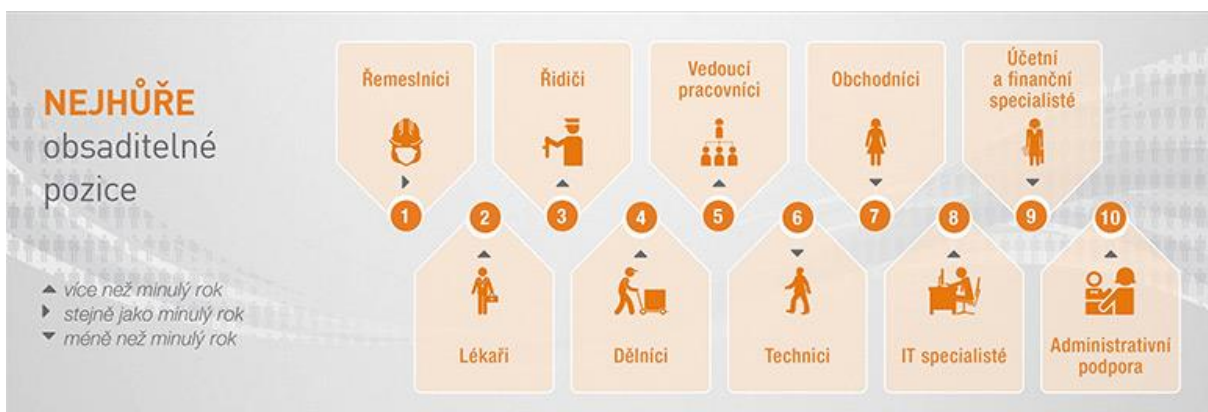 NEJHŮŘE
obsaditelné
pozice
více než minulý rok
stejně jako minulý rok
méně než minulý rok
Řemeslníci
1
2
Lékaři
Řidiči
3
4
Dělníci
Vedoucí
pracovníci
5
6
Technici
Obchodníci
7
8
IT specialisté
Účetní
a finanční
specialisté
9
10
Administrativní
podpora